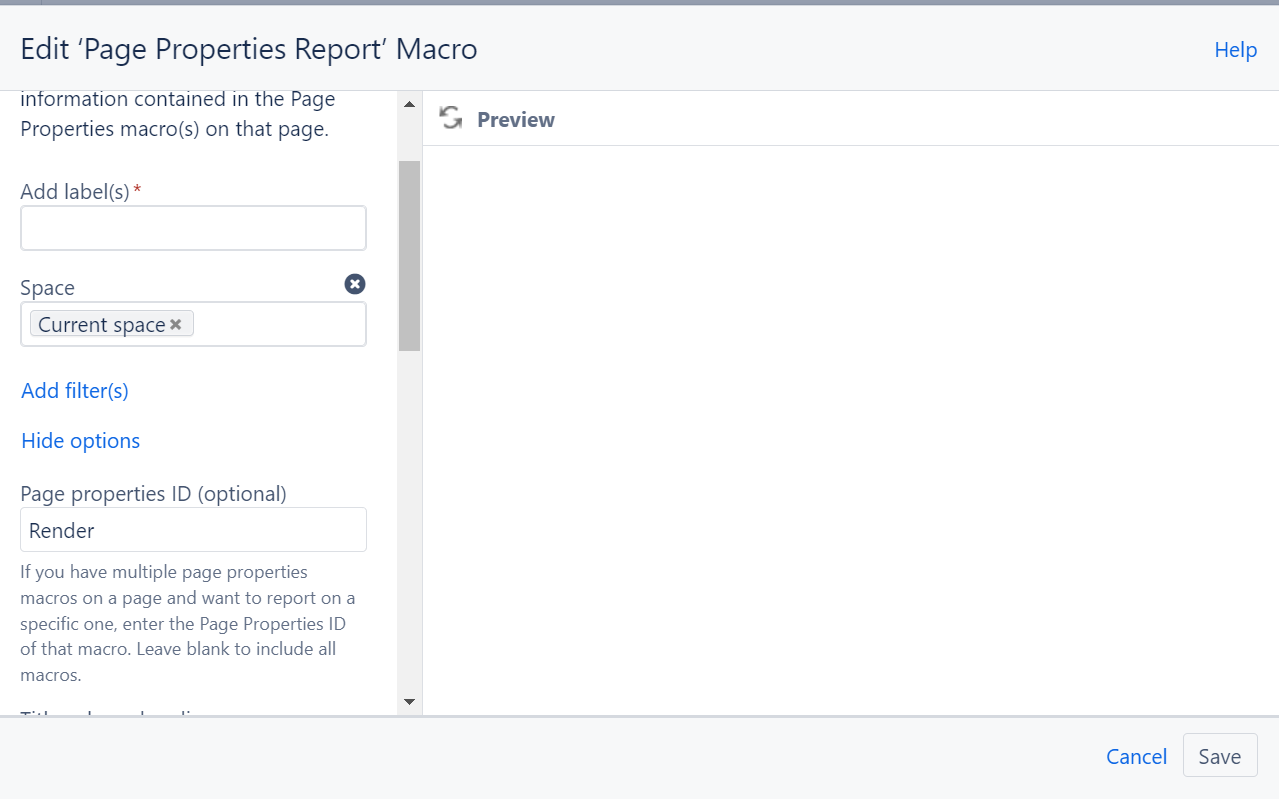 Edit ‘Page Properties Report’ Macro
Help
information contained in the Page
Properties macro(s) on that page.
Preview
Add label(s) *
Space
Current space
Add filter(s)
Hide options
Page properties ID (optional)
Render
If you have multiple page properties
macros on a page and want to report on a
specific one, enter the Page Properties ID
of that macro. Leave blank to include all
macros.
Cancel
Save